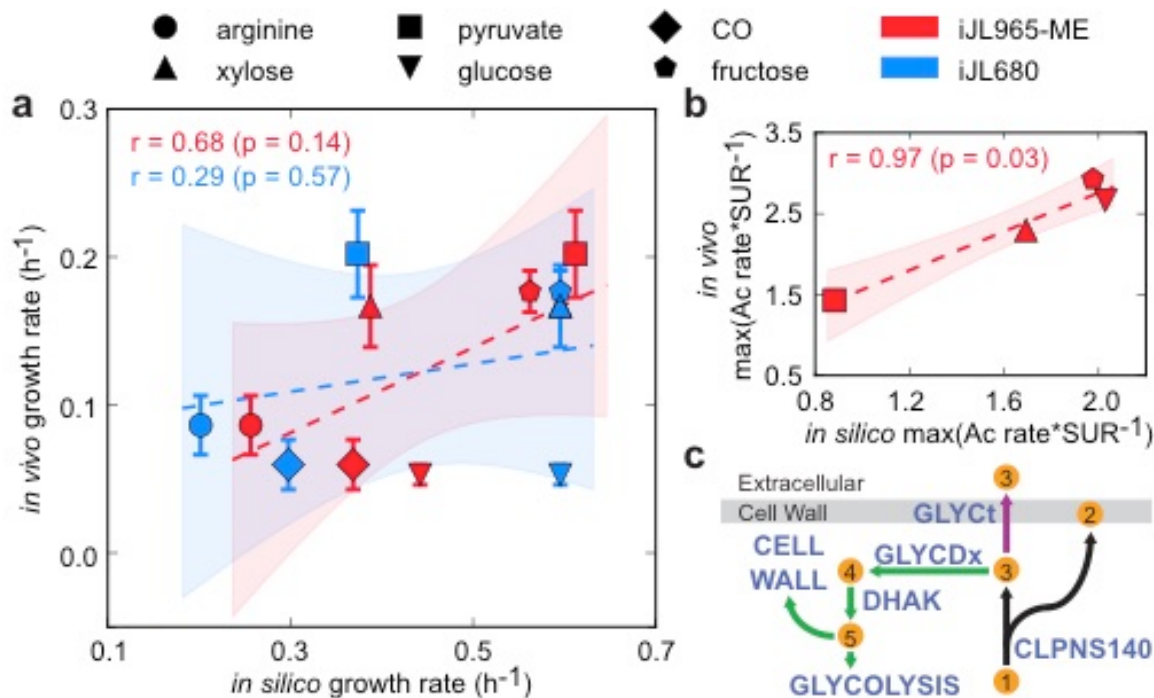 arginine pyruvate CO iJL965-ME
xylose glucose fructose iJL680
a
r = 0.68 (p = 0.14)
r = 0.29 (p = 0.57)
0.3
0.2
0.1
0.0
in vivo growth rate (h-1)
0.1 0.3 0.5 0.7
in silico growth rate (h-1)
b
r = 0.97 (p = 0.03)
3.5
2.5
1.5
0.5
in vivo
max(Ac rate*SUR-1)
0.8 1.2 1.6 2.0
in silico max(Ac rate*SUR-1)
c
Extracellular
Cell Wall
3
GLYCt
2
CELL
WALL
GLYCDx
4
3
DHAK
5
CLPNS140
GLYCOLYSIS
1